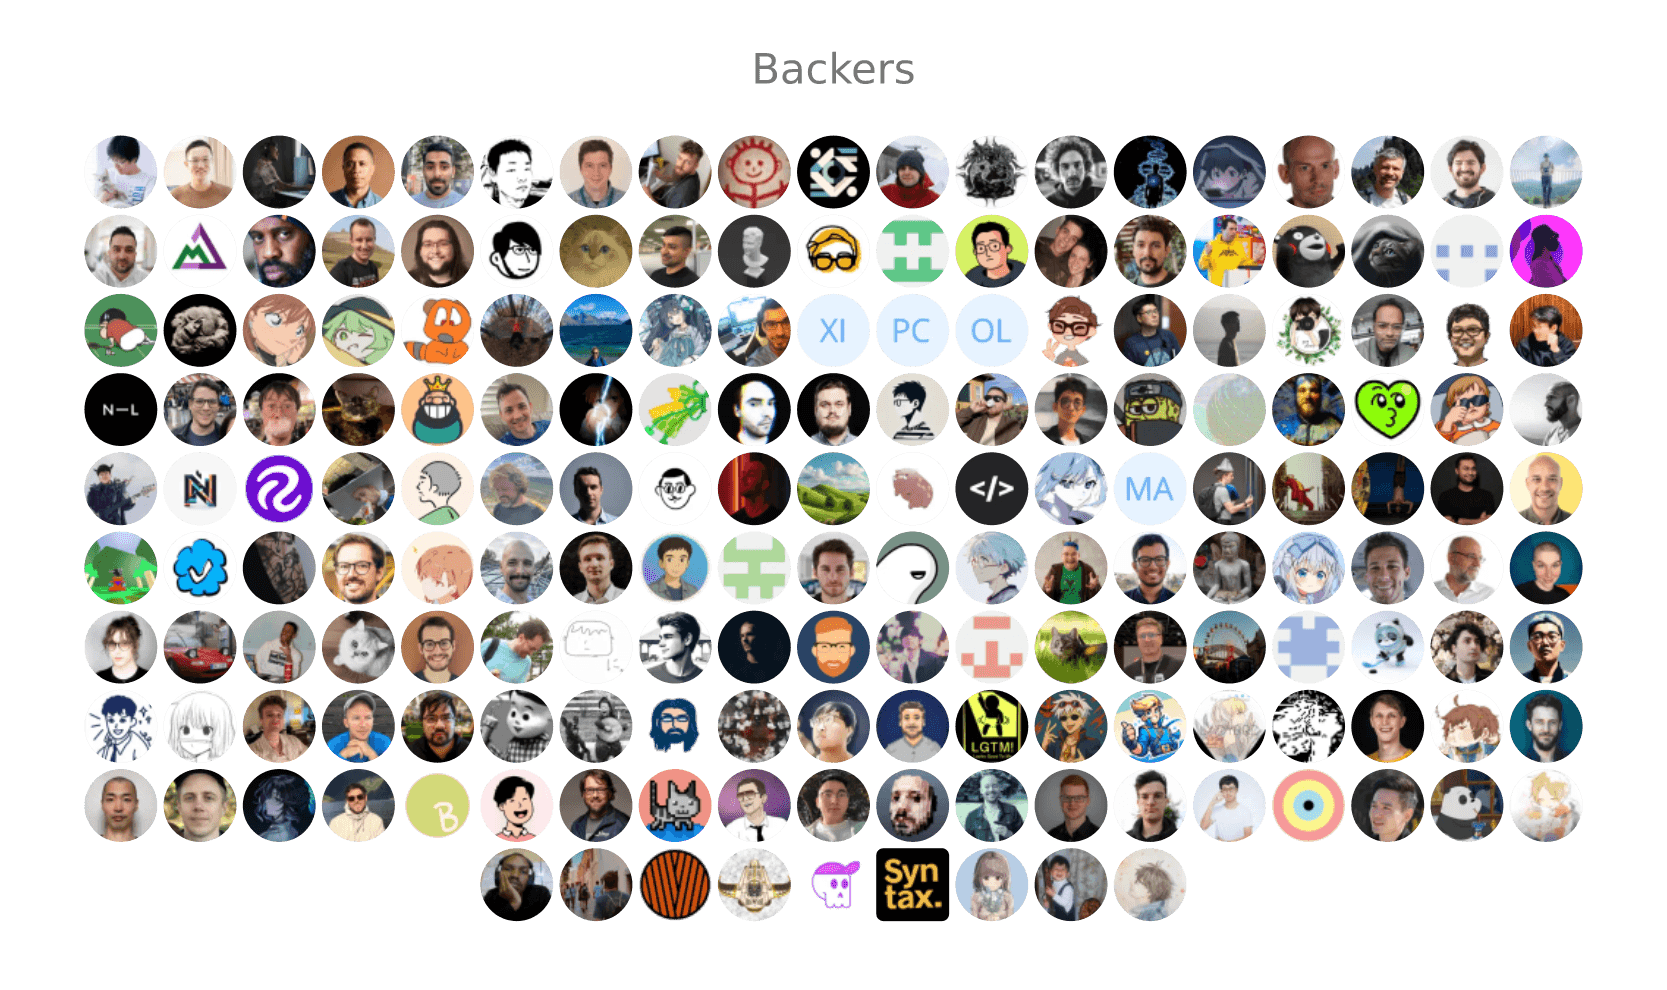 Backers
XI
PC
OL
N—L
N
</>
MA
LGTM!
B
Syn
tax.